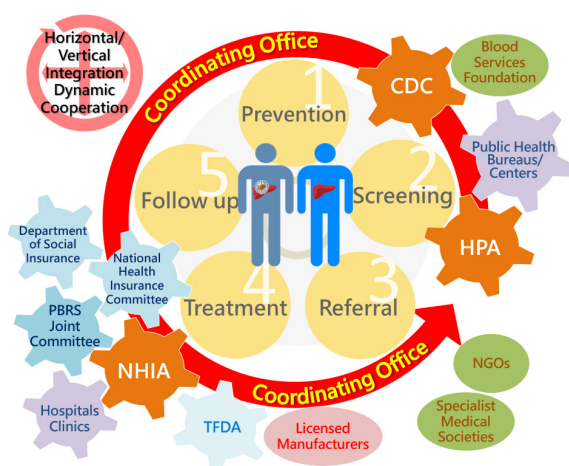 Horizontal/
Vertical
Integration
Dynamic
Cooperation
Coordinating Office
CDC
Blood
Services
Foundation
Public Health
Bureaus/
Centers
HPA
1
Prevention
2
Screening
3
Referral
4
Treatment
5
Follow up
Department
of Social
Insurance
National
Health
Insurance
Committee
PBRS
Joint
Committee
NHIA
Hospitals
Clinics
TFDA
Licensed
Manufacturers
Coordinating Office
NGOs
Specialist
Medical
Societies